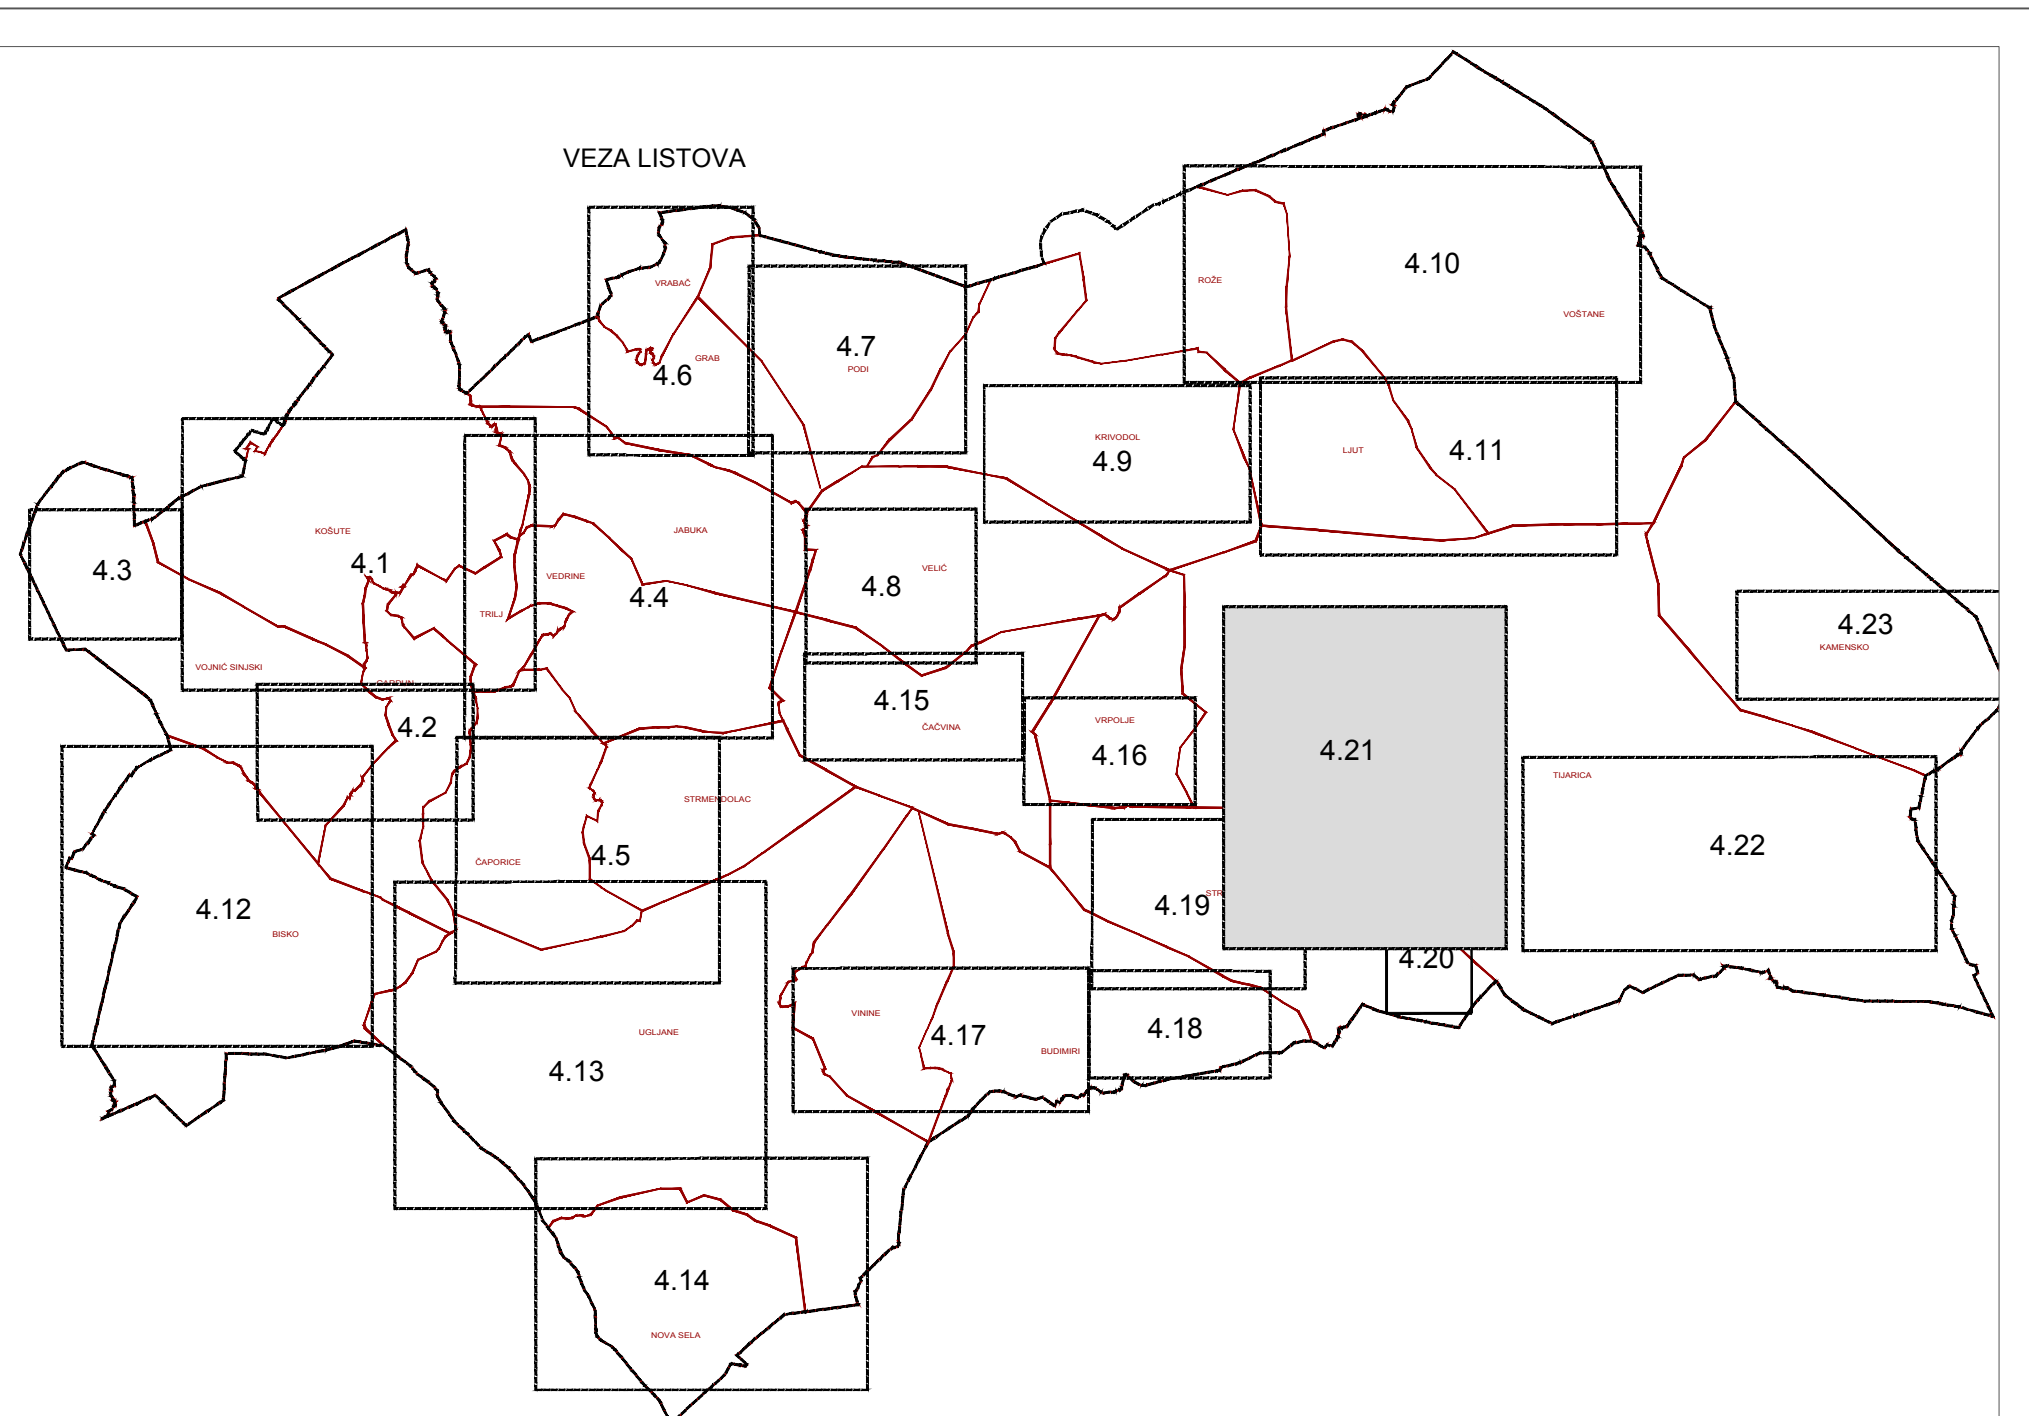 VEZA LISTOVA
4.10
ROŽE
VOŠTANE
VRABAČ
GRAB
4.6
4.7
PODI
KRIVODOL
4.9
LJUT
4.11
KOŠUTE
4.1
JABUKA
4.3
VEDRINE
4.4
TRILJ
VELIĆ
4.8
4.23
KAMENSKO
VOJNIĆ SINJSKI
GARDUN
4.2
4.15
ČAČVINA
VRPOLJE
4.16
4.21
TIJARICA
4.22
STRMENDOLAC
ČAPORICE
4.5
4.12
BISKO
STR
4.19
4.20
VININE
4.17
BUDIMIRI
4.18
UGLJANE
4.13
4.14
NOVA SELA